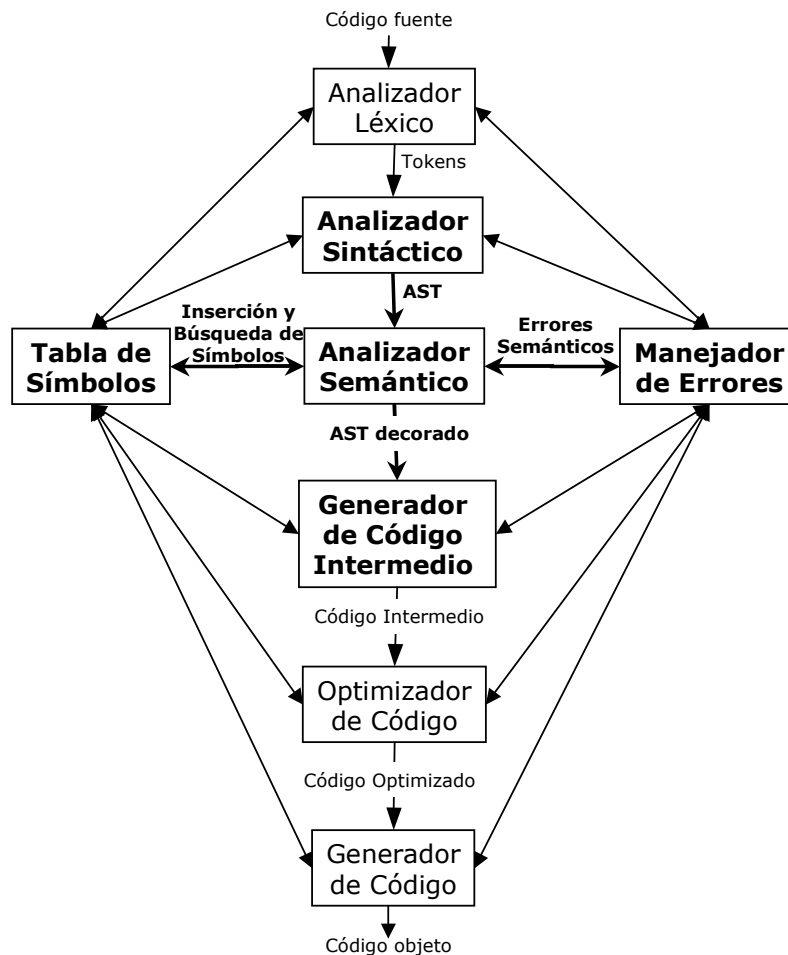 Código fuente
Analizador
Léxico
Tokens
Analizador
Sintáctico
AST
Inserción y
Búsqueda de
Símbolos
Errores
Semánticos
Tabla de
Símbolos
Analizador
Semántico
Manejador
de Errores
AST decorado
Generador
de Código
Intermedio
Código Intermedio
Optimizador
de Código
Código Optimizado
Generador
de Código
Código objeto